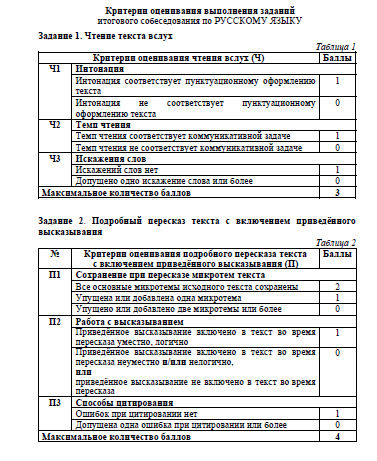 Критерии оценивания выполнения заданий
итогового собеседования по РУССКОМУ ЯЗЫКУ
Задание 1. Чтение текста вслух
Таблица 1
Критерии оценивания чтения вслух (Ч) Баллы
Ч1 Интонация
Интонация соответствует пунктуационному оформлению 1
текста
Интонация не соответствует пунктуационному 0
оформлению текста
Ч2 Темп чтения
Темп чтения соответствует коммуникативной задаче 1
Темп чтения не соответствует коммуникативной задаче 0
Ч3 Искажения слов
Искажений слов нет 1
Допущено одно искажение слова или более 0
Максимальное количество баллов 3
Задание 2. Подробный пересказ текста с включением приведённого
высказывания
Таблица 2
№ Критерии оценивания подробного пересказа текста Баллы
с включением приведённого высказывания (П)
П1 Сохранение при пересказе микротем текста
Все основные микротемы исходного текста сохранены 2
Упущена или добавлена одна микротема 1
Упущено или добавлено две микротемы или более 0
П2 Работа с высказыванием
Приведённое высказывание включено в текст во время 1
пересказа уместно, логично
Приведённое высказывание включено в текст во время 0
пересказа неуместно и/или нелогично,
или
приведённое высказывание не включено в текст во время
пересказа
П3 Способы цитирования
Ошибок при цитировании нет 1
Допущена одна ошибка при цитировании или более 0
Максимальное количество баллов 4